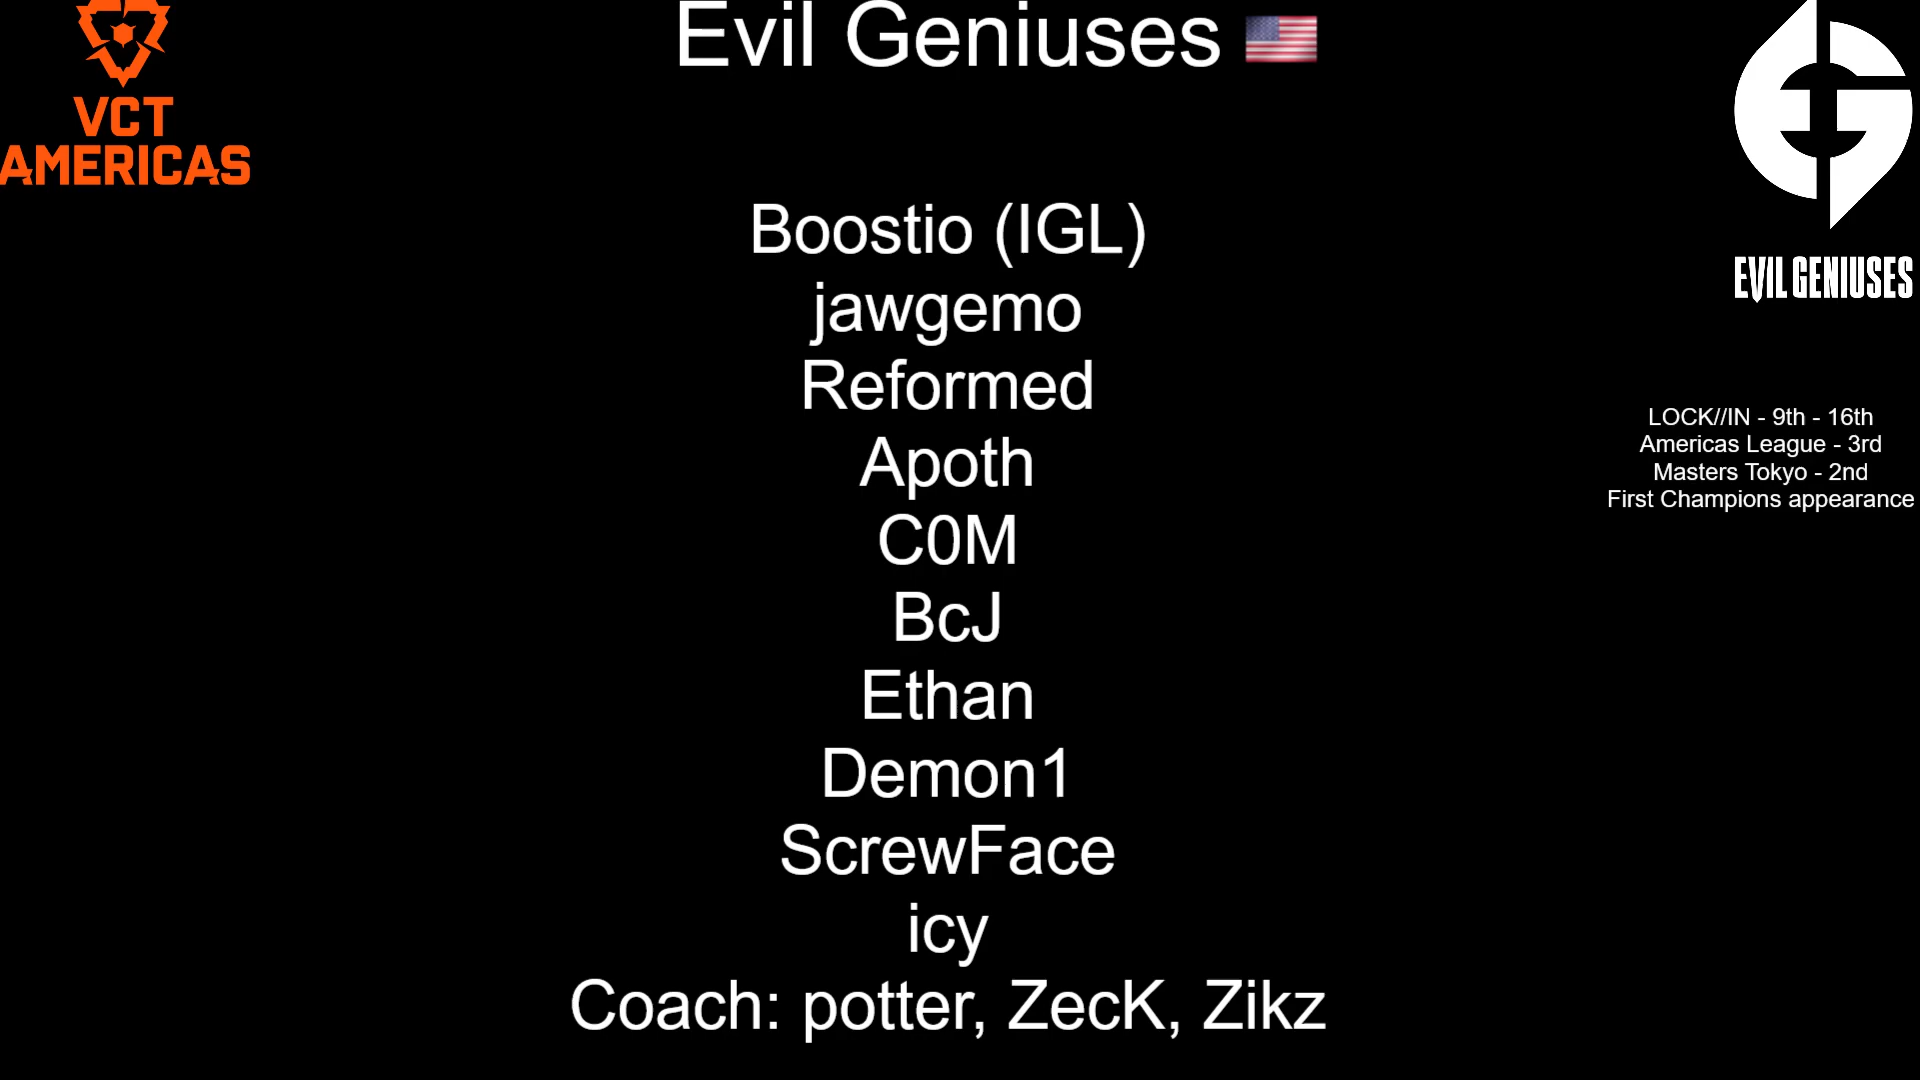 Evil Geniuses
VCT
AMERICAS
EVIL GENIUSES
Boostio (IGL)
jawgemo
Reformed
Apoth
C0M
BcJ
Ethan
Demon1
ScrewFace
icy
Coach: potter, ZecK, Zikz
LOCK//IN - 9th - 16th
Americas League - 3rd
Masters Tokyo - 2nd
First Champions appearance